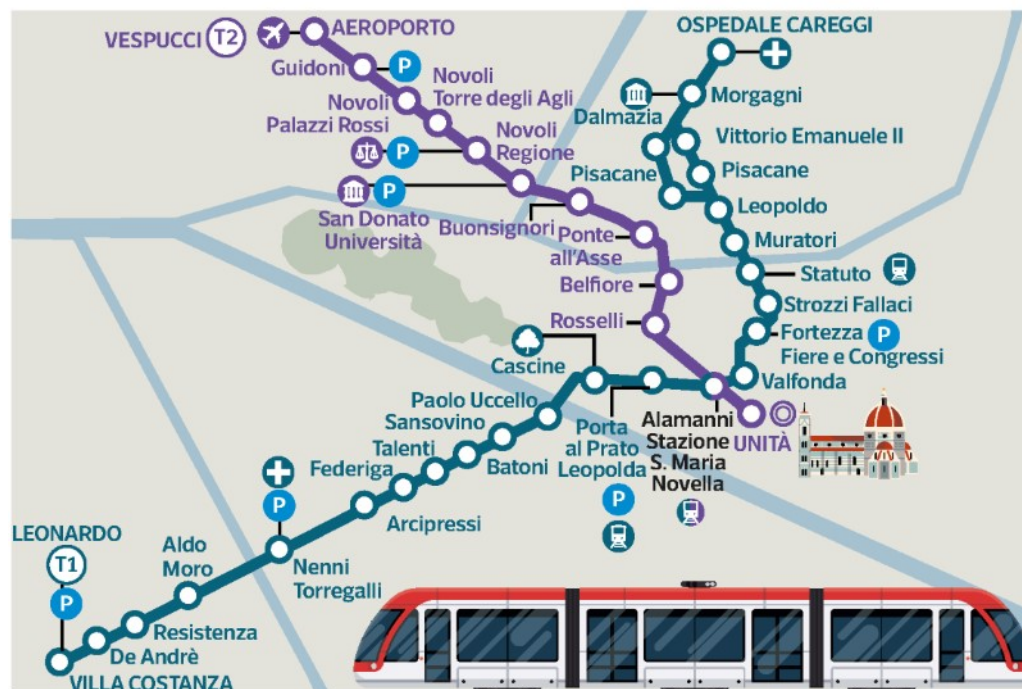 VESPUCCI T2
AEROPORTO
Guidoni P
Novoli
Torre degli Agli
Novoli
Palazzi Rossi
P
Novoli
Regione
P
San Donato
Università
Buonsignori
Ponte
all'Asse
Belfiore
Rosselli
OSPEDALE CAREGGI
Morgagni
Dalmazia
Vittorio Emanuele II
Pisacane
Pisacane
Leopoldo
Muratori
Statuto
Strozzi Fallaci
Fortezza P
Fiere e Congressi
Valfonda
UNITÀ
Alamanni
Stazione
S. Maria
Novella
Porta
al Prato
Leopolda
P
Cascine
Paolo Uccello
Sansovino
Batoni
Talenti
Federiga
Arcipressi
P
Nenni
Torregalli
Aldo
Moro
Resistenza
De Andrè
VILLA COSTANZA
LEONARDO
T1
P